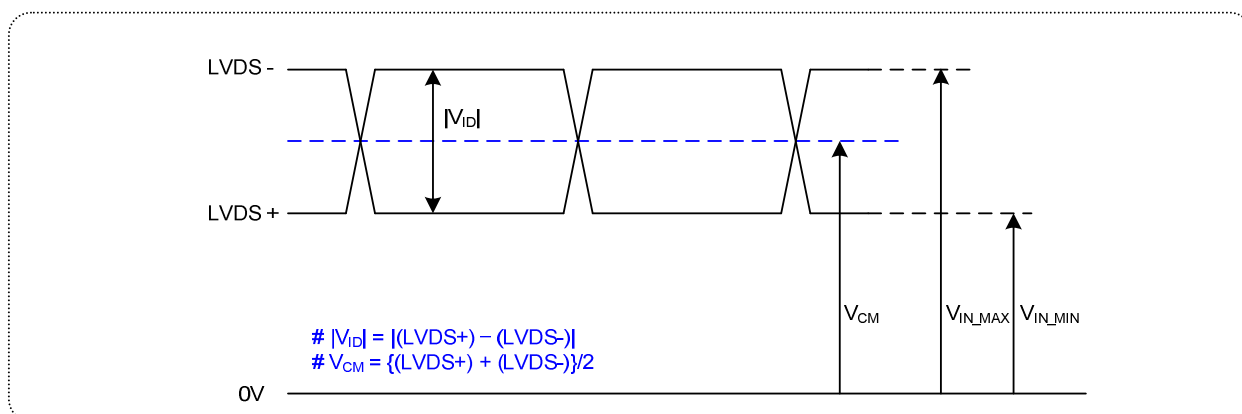 LVDS -
|VID|
LVDS +
VCM
VIN_MAX
VIN_MIN
# |VID| = |(LVDS+) – (LVDS-)|
# VCM = {(LVDS+) + (LVDS-)}/2
0V